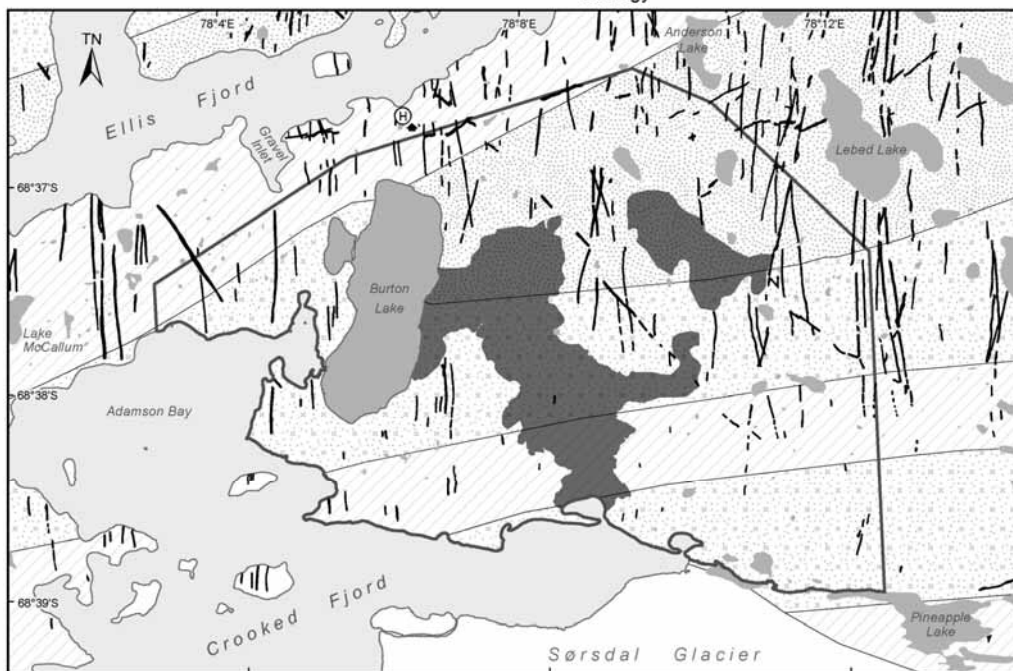 78°4'E
78°8'E
78°12'E
TN
Anderson
Lake
Ellis Fjord
H
Gravel
Inlet
Lebed Lake
68°37'S
Burton
Lake
Lake
McCallum
68°38'S
Adamson Bay
68°39'S
Crooked Fjord
Pineapple
Lake
Sørsdal Glacier